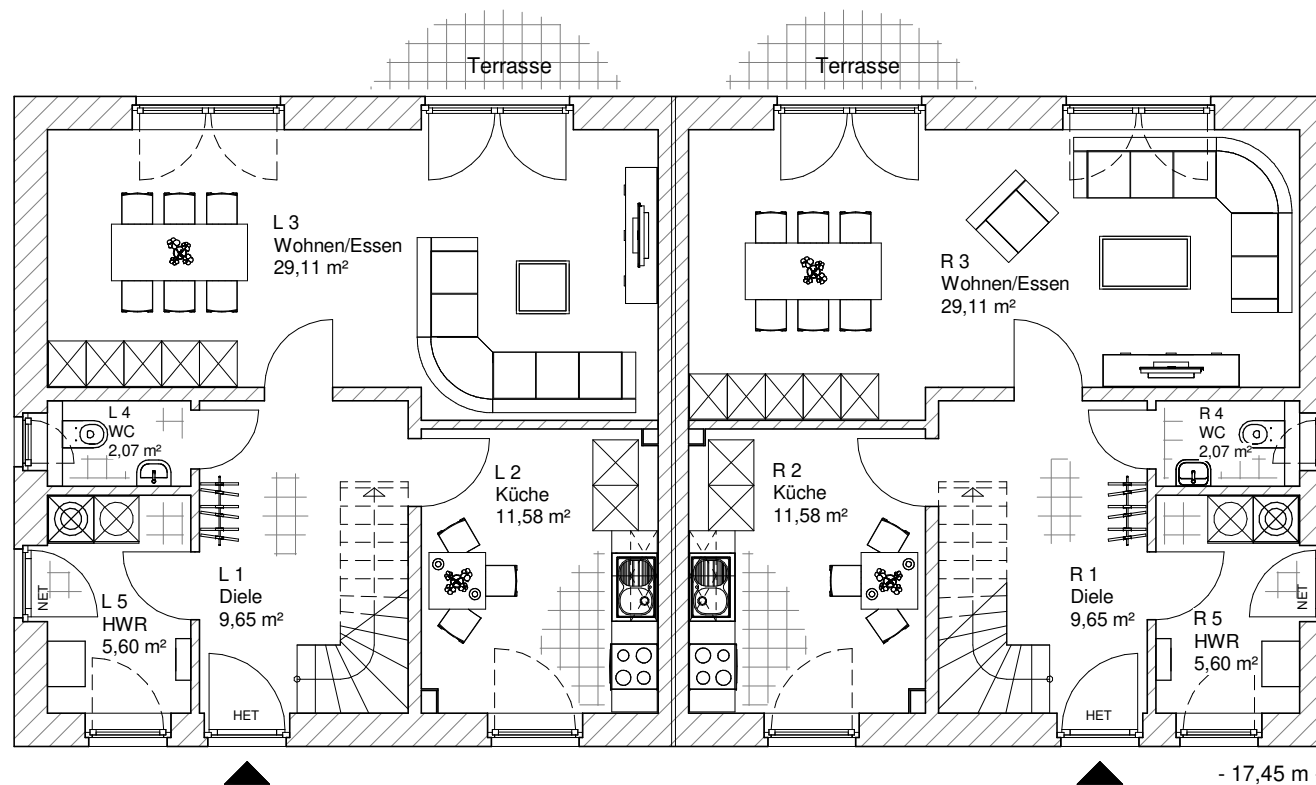 Terrasse
Terrasse
L 3
Wohnen/Essen
29,11 m²
R 3
Wohnen/Essen
29,11 m²
L 4
WC
2,07 m²
R 4
WC
2,07 m²
L 2
Küche
11,58 m²
R 2
Küche
11,58 m²
L 1
Diele
9,65 m²
R 1
Diele
9,65 m²
NET
L 5
HWR
5,60 m²
NET
R 5
HWR
5,60 m²
HET
HET
- 17,45 m